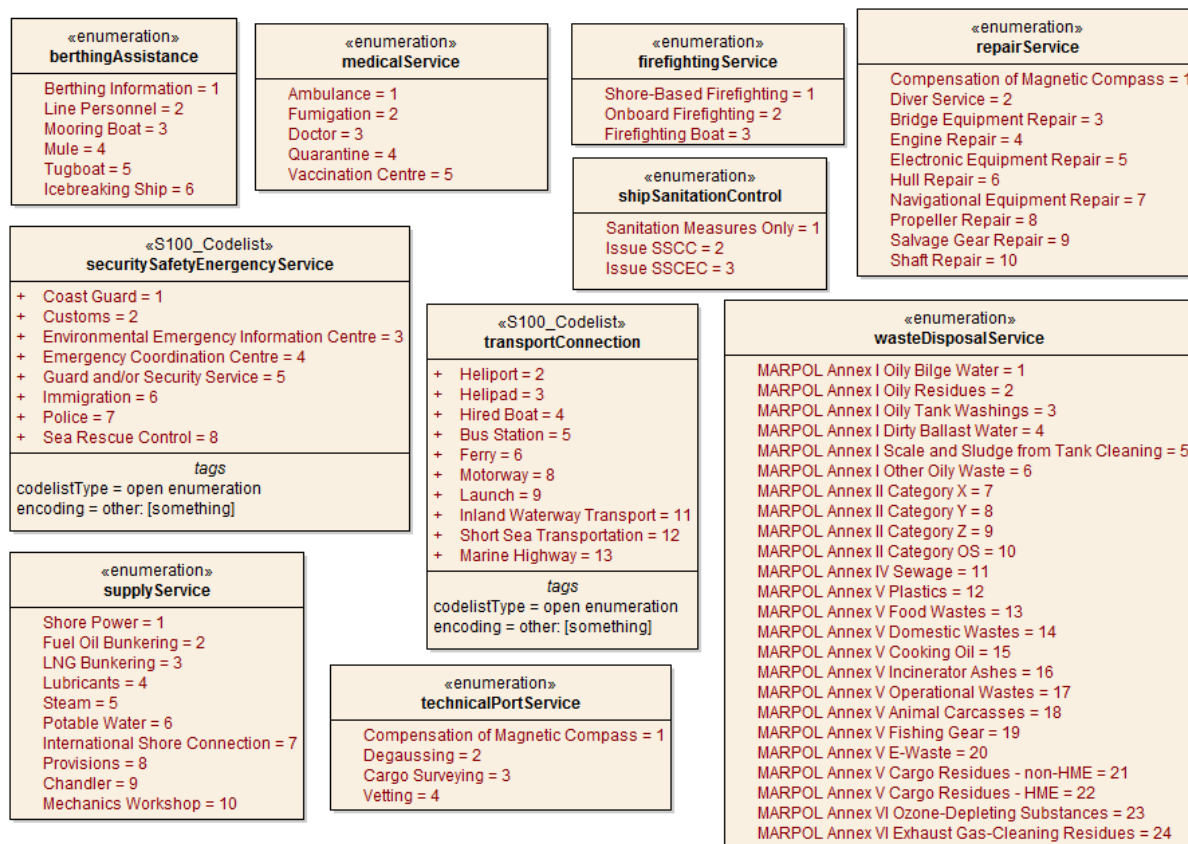 «enumeration»
berthingAssistance
Berthing Information = 1
Line Personnel = 2
Mooring Boat = 3
Mule = 4
Tugboat = 5
Icebreaking Ship = 6
«enumeration»
medicalService
Ambulance = 1
Fumigation = 2
Doctor = 3
Quarantine = 4
Vaccination Centre = 5
«enumeration»
firefightingService
Shore-Based Firefighting = 1
Onboard Firefighting = 2
Firefighting Boat = 3
«enumeration»
repairService
Compensation of Magnetic Compass = 1
Diver Service = 2
Bridge Equipment Repair = 3
Engine Repair = 4
Electronic Equipment Repair = 5
Hull Repair = 6
Navigational Equipment Repair = 7
Propeller Repair = 8
Salvage Gear Repair = 9
Shaft Repair = 10
«enumeration»
shipSanitationControl
Sanitation Measures Only = 1
Issue SSCC = 2
Issue SSCEC = 3
«S100_Codelist»
securitySafetyEmergencyService
+ Coast Guard = 1
+ Customs = 2
+ Environmental Emergency Information Centre = 3
+ Emergency Coordination Centre = 4
+ Guard and/or Security Service = 5
+ Immigration = 6
+ Police = 7
+ Sea Rescue Control = 8
tags
codelistType = open enumeration
encoding = other: [something]
«S100_Codelist»
transportConnection
+ Heliport = 2
+ Helipad = 3
+ Hired Boat = 4
+ Bus Station = 5
+ Ferry = 6
+ Motorway = 8
+ Launch = 9
+ Inland Waterway Transport = 11
+ Short Sea Transportation = 12
+ Marine Highway = 13
tags
codelistType = open enumeration
encoding = other: [something]
«enumeration»
wasteDisposalService
MARPOL Annex I Oily Bilge Water = 1
MARPOL Annex I Oily Residues = 2
MARPOL Annex I Oily Tank Washings = 3
MARPOL Annex I Dirty Ballast Water = 4
MARPOL Annex I Scale and Sludge from Tank Cleaning = 5
MARPOL Annex I Other Oily Waste = 6
MARPOL Annex II Category X = 7
MARPOL Annex II Category Y = 8
MARPOL Annex II Category Z = 9
MARPOL Annex II Category OS = 10
MARPOL Annex IV Sewage = 11
MARPOL Annex V Plastics = 12
MARPOL Annex V Food Wastes = 13
MARPOL Annex V Domestic Wastes = 14
MARPOL Annex V Cooking Oil = 15
MARPOL Annex V Incinerator Ashes = 16
MARPOL Annex V Operational Wastes = 17
MARPOL Annex V Animal Carcasses = 18
MARPOL Annex V Fishing Gear = 19
MARPOL Annex V E-Waste = 20
MARPOL Annex V Cargo Residues - non-HME = 21
MARPOL Annex V Cargo Residues - HME = 22
MARPOL Annex VI Ozone-Depleting Substances = 23
MARPOL Annex VI Exhaust Gas-Cleaning Residues = 24
«enumeration»
supplyService
Shore Power = 1
Fuel Oil Bunkering = 2
LNG Bunkering = 3
Lubricants = 4
Steam = 5
Potable Water = 6
International Shore Connection = 7
Provisions = 8
Chandler = 9
Mechanics Workshop = 10
«enumeration»
technicalPortService
Compensation of Magnetic Compass = 1
Degaussing = 2
Cargo Surveying = 3
Vetting = 4